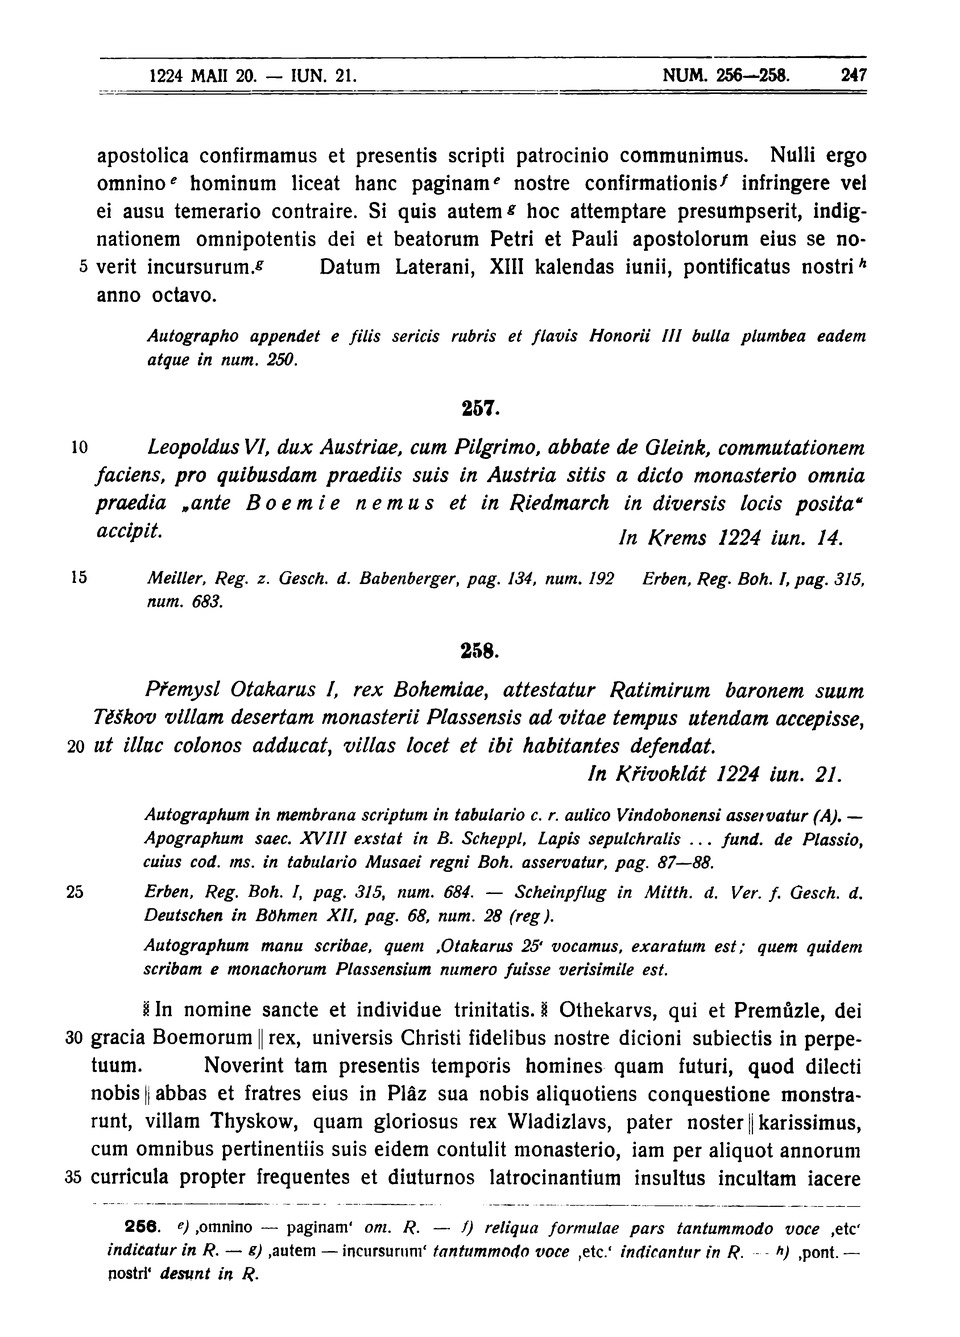 1224 MAII 20. — IUN. 21. NUM. 256—258. 247
apostolica confirmamus et presentis scripti patrocinio communimus. Nulli ergo
omnino e hominum liceat hanc paginam e nostre confirmationis f infringere vel
ei ausu temerario contraire. Si quis autem g hoc attemptare presumpserit, indig-
nationem omnipotentis dei et beatorum Petri et Pauli apostolorum eius se no-
5 verit incursurum. g Datum Laterani, XIII kalendas iunii, pontificatus nostri h
anno octavo.
Autographo appendet e filis sericis rubris et flavis Honorii III bulla plumbea eadem
atque in num. 250.
257.
10 Leopoldus VI, dux Austriae, cum Pilgrimo, abbate de Gleink, commutationem
faciens, pro quibusdam praediis suis in Austria sitis a dicto monasterio omnia
praedia „ante Boemie nemus et in Riedmarch in diversis locis posita“
accipit. In Krems 1224 iun. 14.
15 Meiller, Reg. z. Gesch. d. Babenberger, pag. 134, num. 192 Erben, Reg. Boh. I, pag. 315,
num. 683.
258.
Přemysl Otakarus I, rex Bohemiae, attestatur Ratimirum baronem suum
Těškov villam desertam monasterii Plassensis ad vitae tempus utendam accepisse,
20 ut illuc colonos adducat, villas locet et ibi habitantes defendat.
In Křivoklát 1224 iun. 21.
Autographum in membrana scriptum in tabulario c. r. aulico Vindobonensi asservatur (A). —
Apographum saec. XVIII exstat in B. Scheppl, Lapis sepulchralis ... fund. de Plassio,
cuius cod. ms. in tabulario Musaei regni Boh. asservatur, pag. 87—88.
25 Erben, Reg. Boh. I, pag. 315, num. 684. — Scheinpflug in Mitth. d. Ver. f. Gesch. d.
Deutschen in Böhmen XII, pag. 68, num. 28 (reg).
Autographum manu scribae, quem ‚Otakarus 25‘ vocamus, exaratum est; quem quidem
scribam e monachorum Plassensium numero fuisse verisimile est.
In nomine sancte et individue trinitatis. Othekarvs, qui et Premůzle, dei
30 gracia Boemorum || rex, universis Christi fidelibus nostre dicioni subiectis in perpe-
tuum. Noverint tam presentis temporis homines quam futuri, quod dilecti
nobis || abbas et fratres eius in Plâz sua nobis aliquotiens conquestione monstra-
runt, villam Thyskow, quam gloriosus rex Wladizlavs, pater noster || karissimus,
cum omnibus pertinentiis suis eidem contulit monasterio, iam per aliquot annorum
35 curricula propter frequentes et diuturnos latrocinantium insultus incultam iacere
256. e) ‚omnino — paginam‘ om. R. — f) reliqua formulae pars tantummodo voce ‚etc‘
indicatur in R. — g) ‚autem — incursurum‘ tantummodo voce ‚etc.‘ indicantur in R. — h) ‚pont. —
nostri‘ desunt in R.